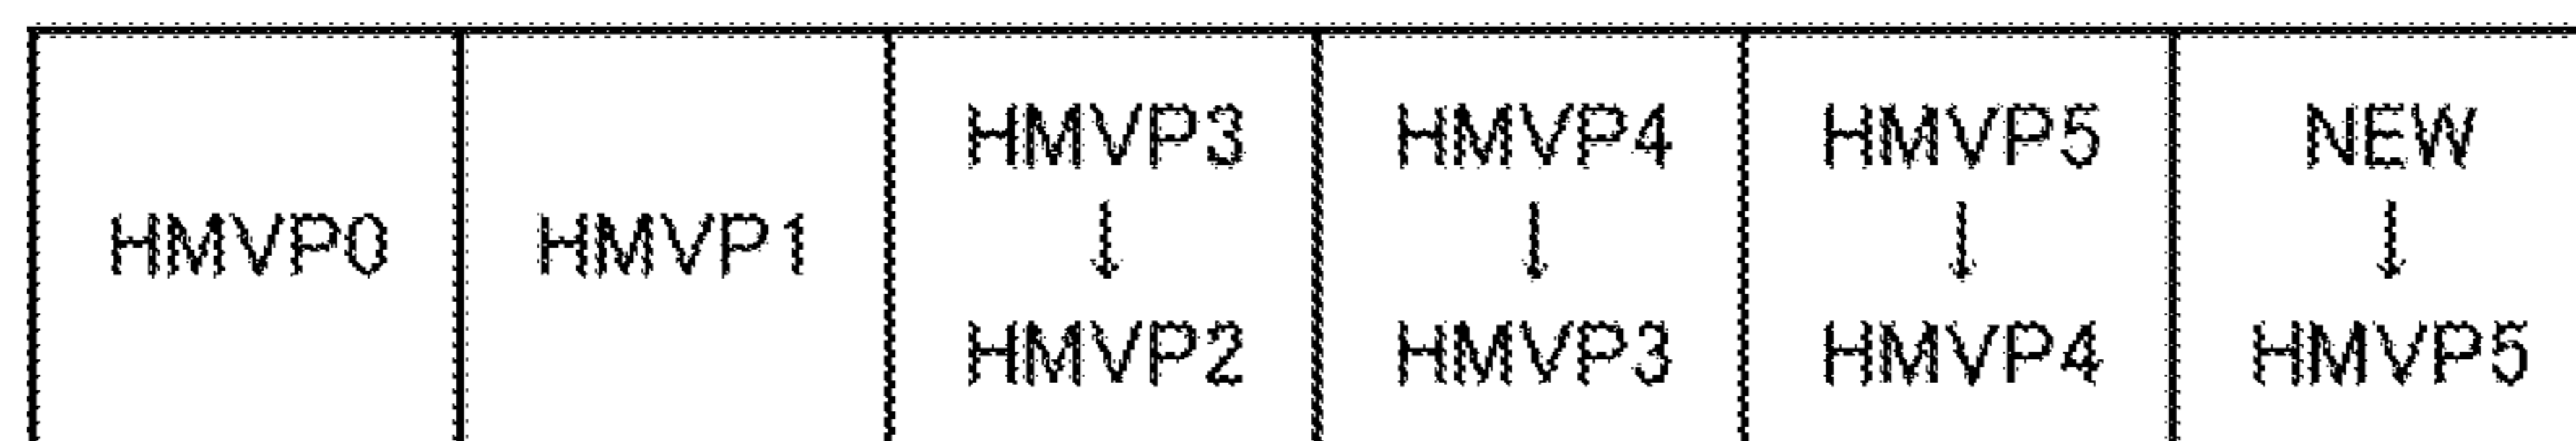 HMVP0
HMVP1
HMVP3
↓
HMVP2
HMVP4
↓
HMVP3
HMVP5
↓
HMVP4
NEW
↓
HMVP5